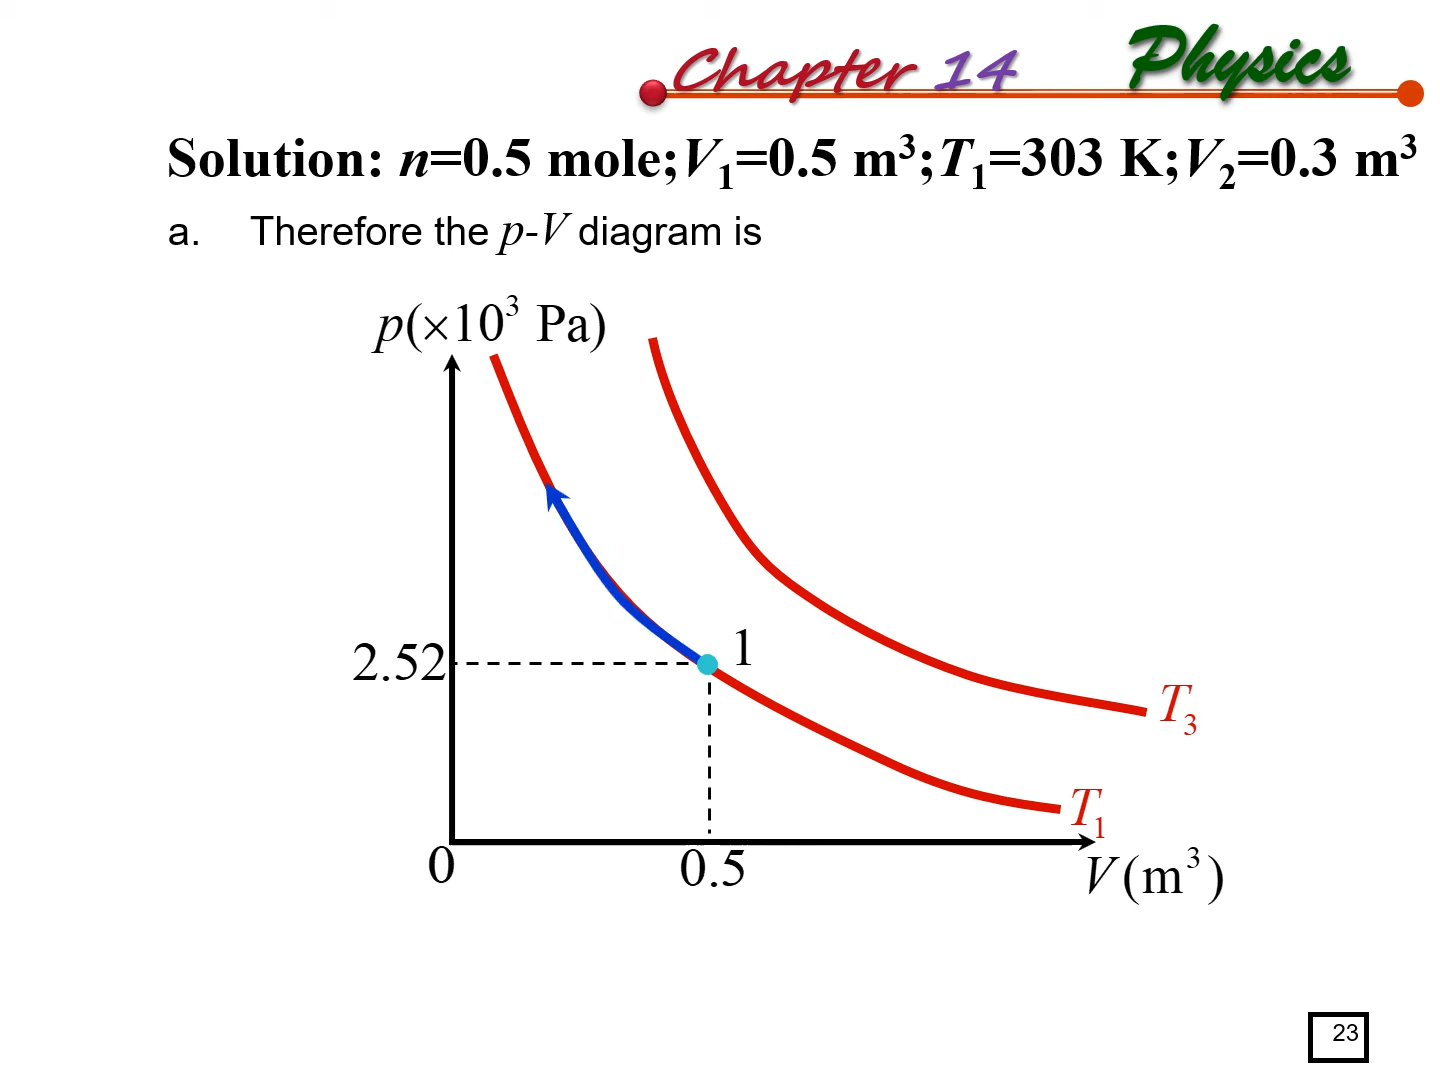 Chapter 14 Physics
Solution: n=0.5 mole;V₁=0.5 m³;T₁=303 K;V₂=0.3 m³
a. Therefore the p-V diagram is
p(×10³ Pa)
2.52
1
T₃
T₁
0
0.5
V(m³)
23